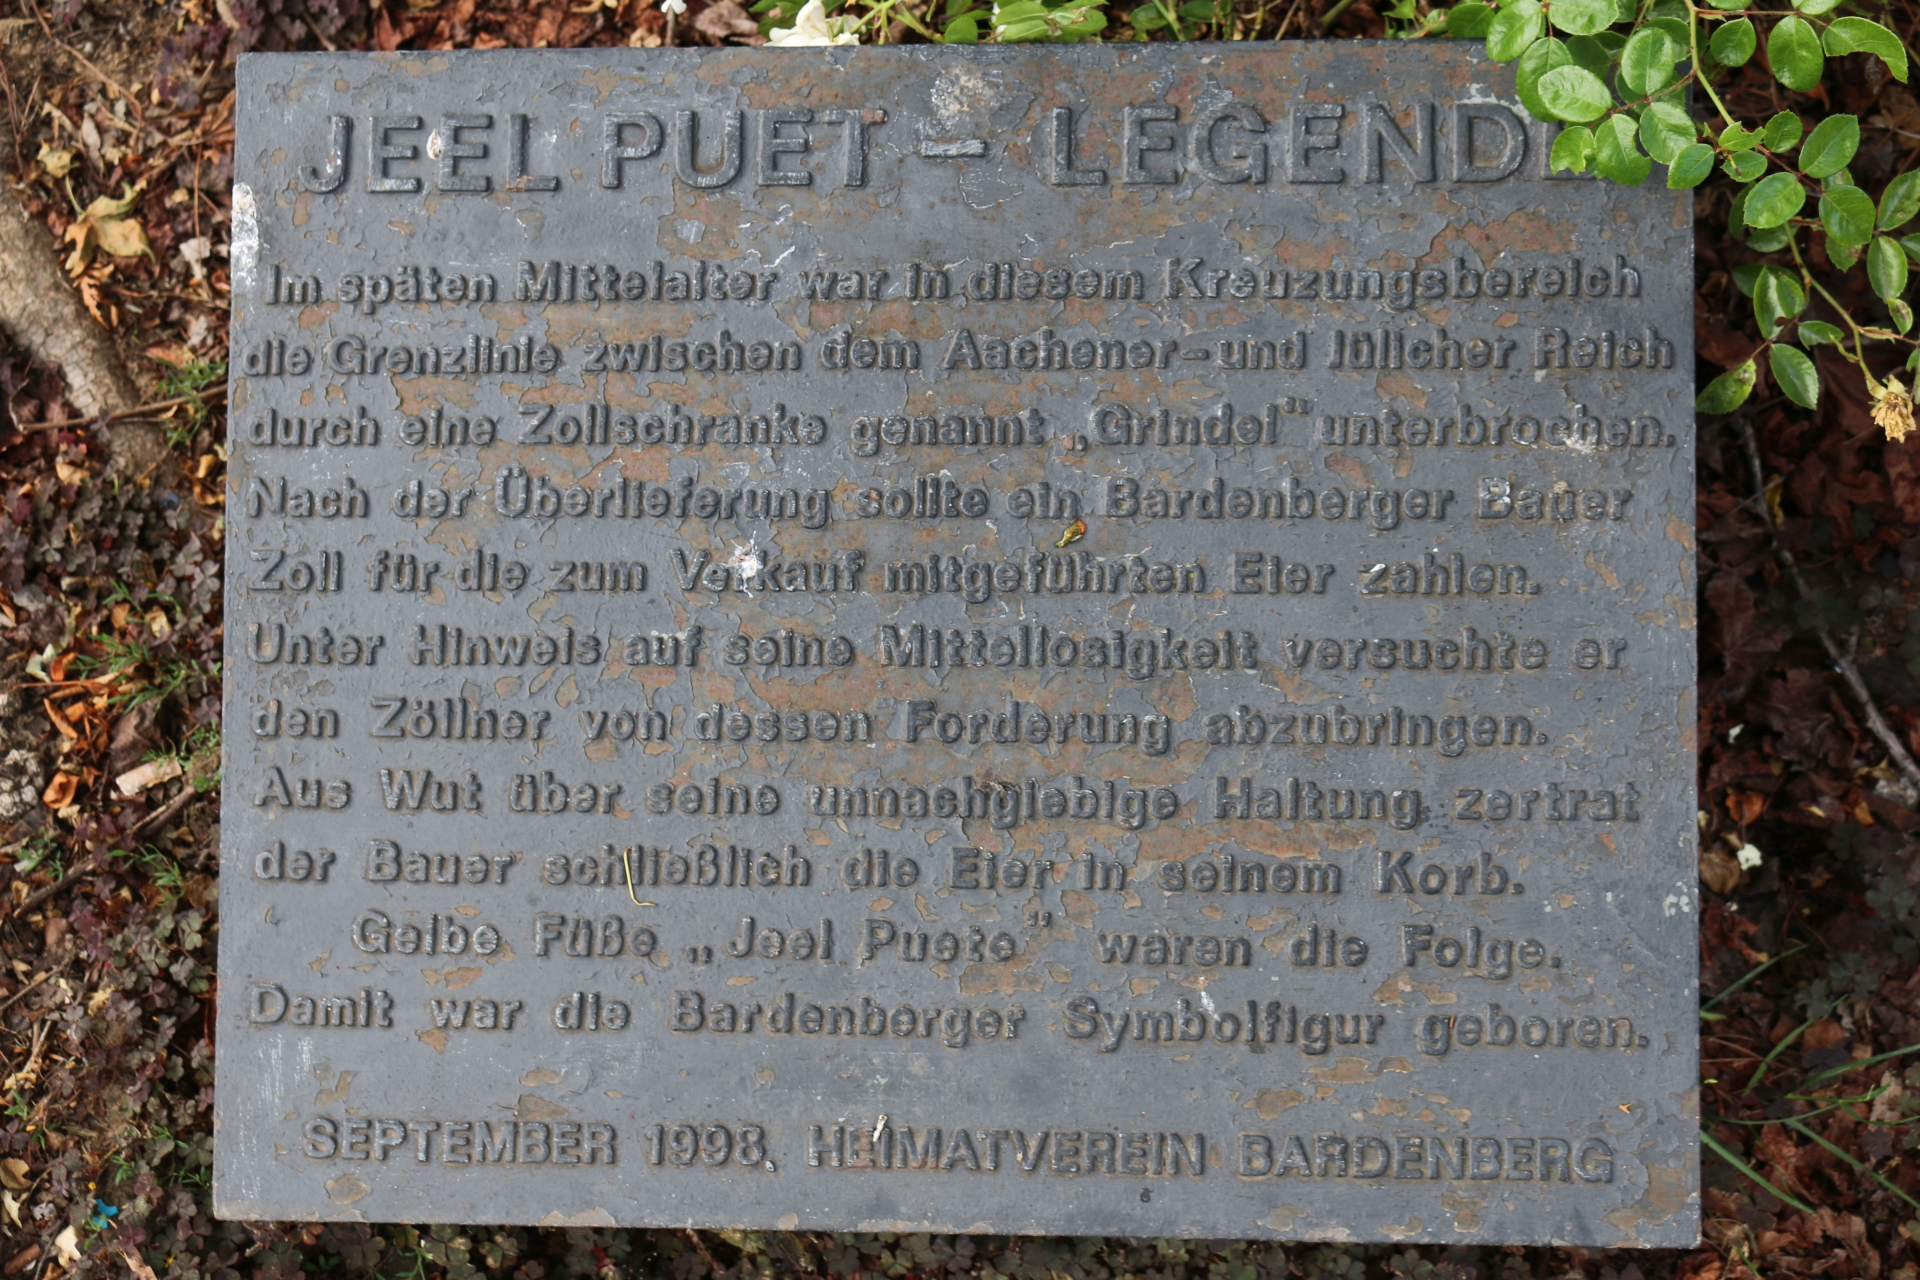 JEEL PUET – LEGENDE
Im späten Mittelalter war in diesem Kreuzungsbereich
die Grenzlinie zwischen dem Aachener-und Jülicher Reich
durch eine Zollschranke genannt „Grindel" unterbrochen.
Nach der Überlieferung sollte ein Bardenberger Bauer
Zoll für die zum Verkauf mitgeführten Eier zahlen.
Unter Hinweis auf seine Mittellosigkeit versuchte er
den Zöllner von dessen Forderung abzubringen.
Aus Wut über seine unnachgiebige Haltung zertrat
der Bauer schließlich die Eier in seinem Korb.
Gelbe Füße „Jeel Puete" waren die Folge.
Damit war die Bardenberger Symbolfigur geboren.
SEPTEMBER 1998. HEIMATVEREIN BARDENBERG